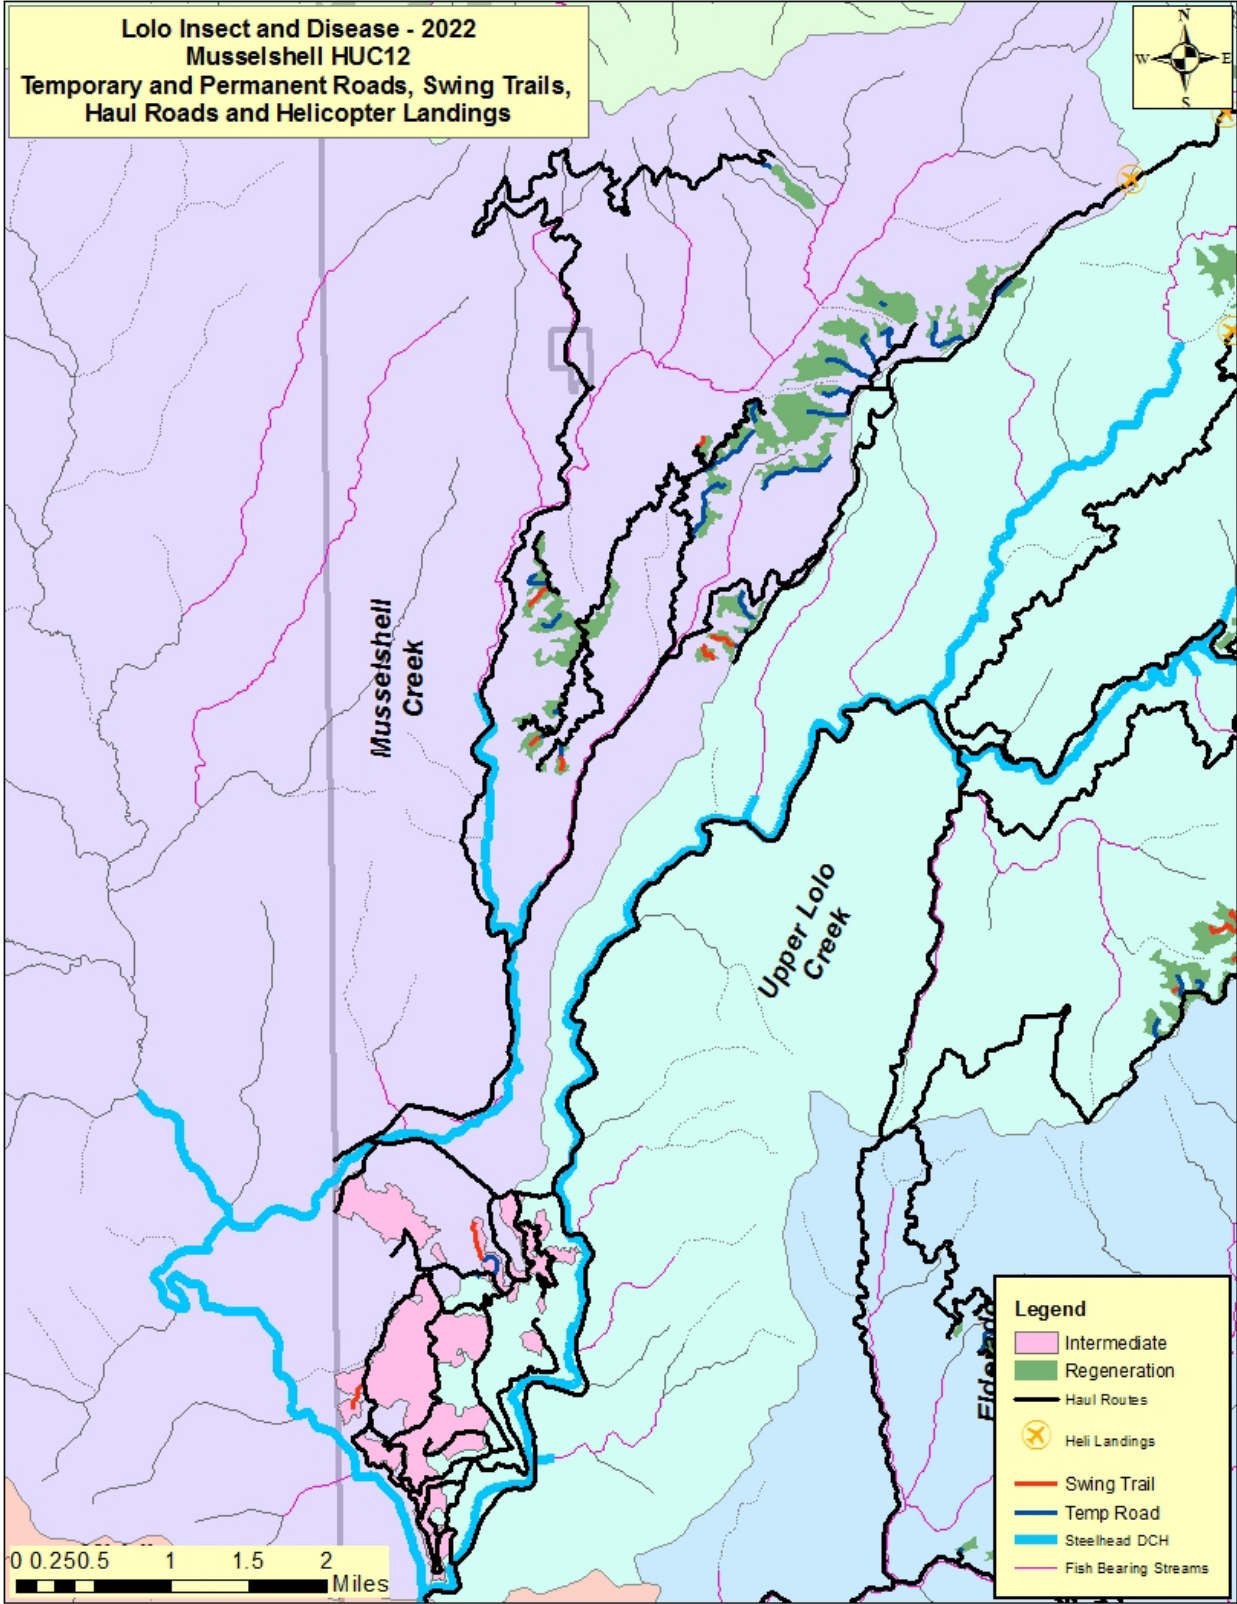 Lolo Insect and Disease - 2022
Musselshell HUC12
Temporary and Permanent Roads, Swing Trails,
Haul Roads and Helicopter Landings
N
W E
S
Musselshell
Creek
Upper Lolo
Creek
Legend
Intermediate
Regeneration
Haul Routes
Heli Landings
Swing Trail
Temp Road
Steelhead DCH
Fish Bearing Streams
0 0.25 0.5 1 1.5 2
Miles